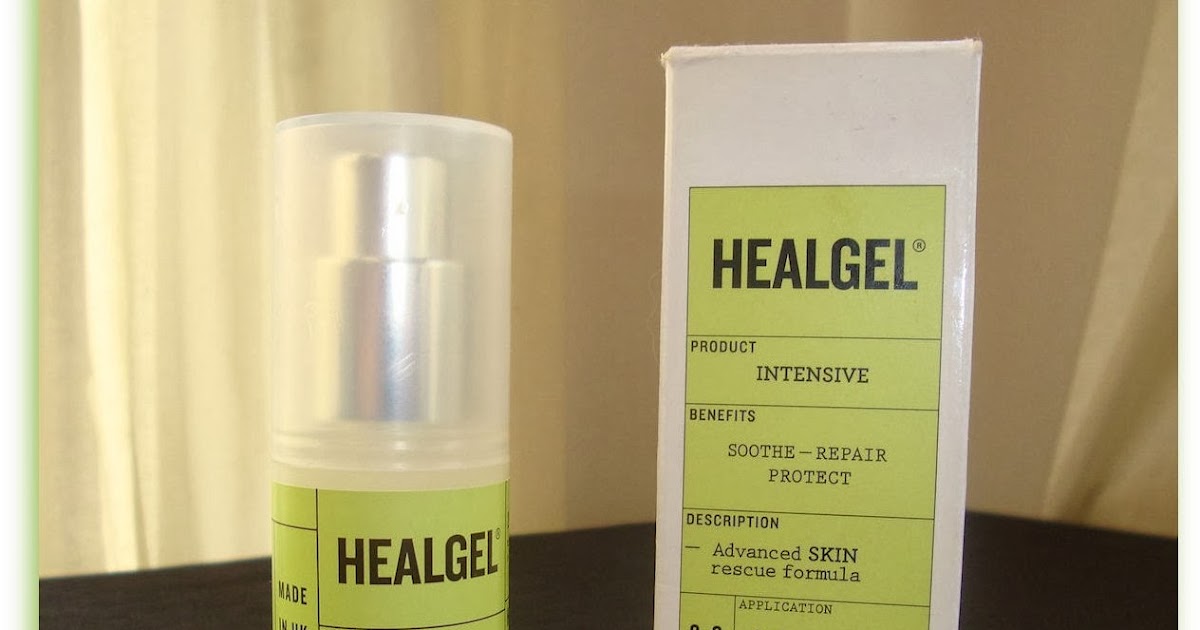 HEALGEL®
MADE
IN UK
HEALGEL®
PRODUCT
INTENSIVE
BENEFITS
SOOTHE — REPAIR
PROTECT
DESCRIPTION
— Advanced SKIN
rescue formula
APPLICATION